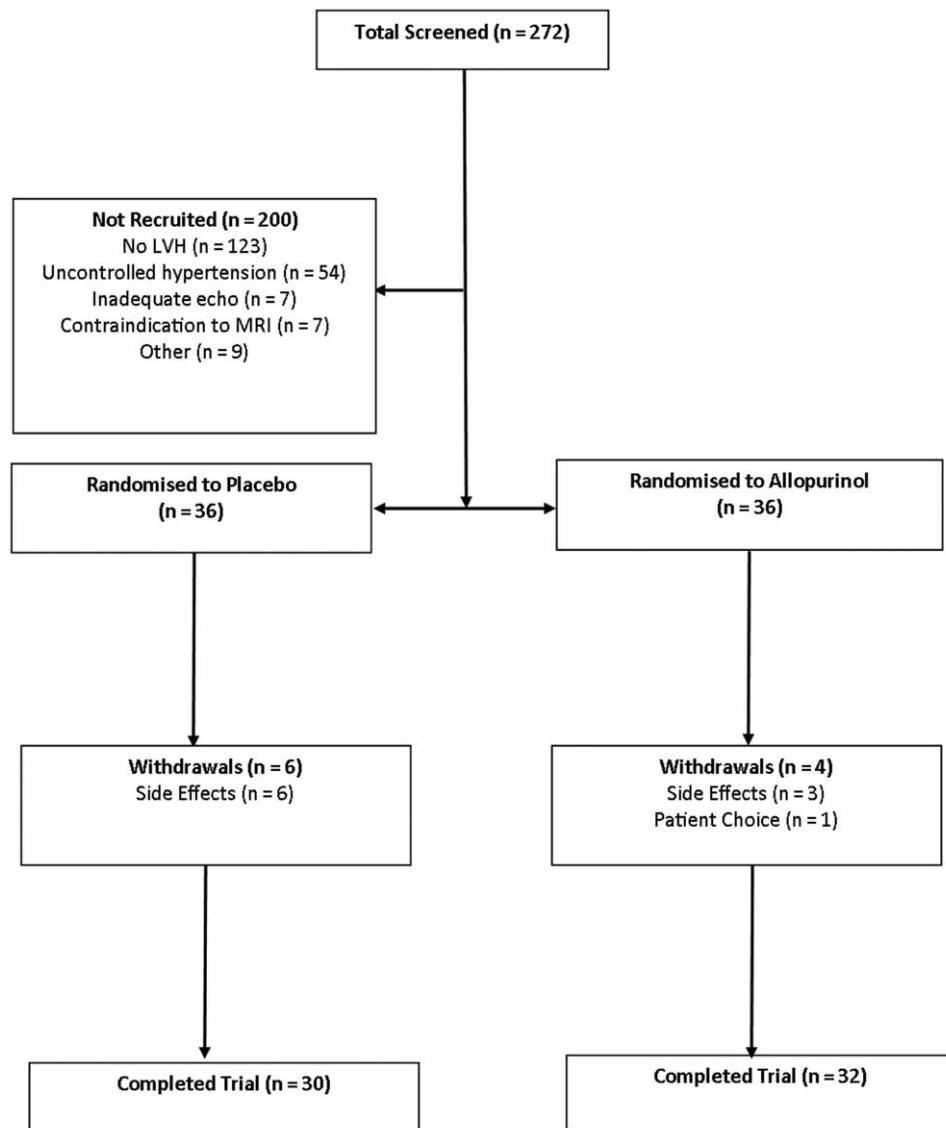 Total Screened (n = 272)
Not Recruited (n = 200)
No LVH (n = 123)
Uncontrolled hypertension (n = 54)
Inadequate echo (n = 7)
Contraindication to MRI (n = 7)
Other (n = 9)
Randomised to Placebo
(n = 36)
Randomised to Allopurinol
(n = 36)
Withdrawals (n = 6)
Side Effects (n = 6)
Withdrawals (n = 4)
Side Effects (n = 3)
Patient Choice (n = 1)
Completed Trial (n = 30)
Completed Trial (n = 32)